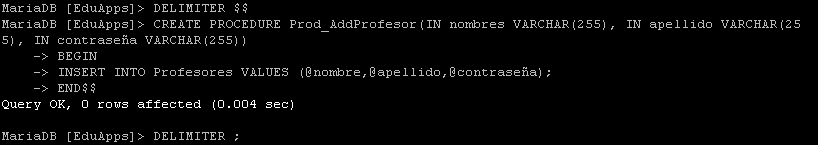 MariaDB [EduApps]> DELIMITER $$
MariaDB [EduApps]> CREATE PROCEDURE Prod_AddProfesor(IN nombres VARCHAR(255), IN apellido VARCHAR(25
5), IN contraseña VARCHAR(255))
    -> BEGIN
    -> INSERT INTO Profesores VALUES (@nombre,@apellido,@contraseña);
    -> END$$
Query OK, 0 rows affected (0.004 sec)
MariaDB [EduApps]> DELIMITER ;